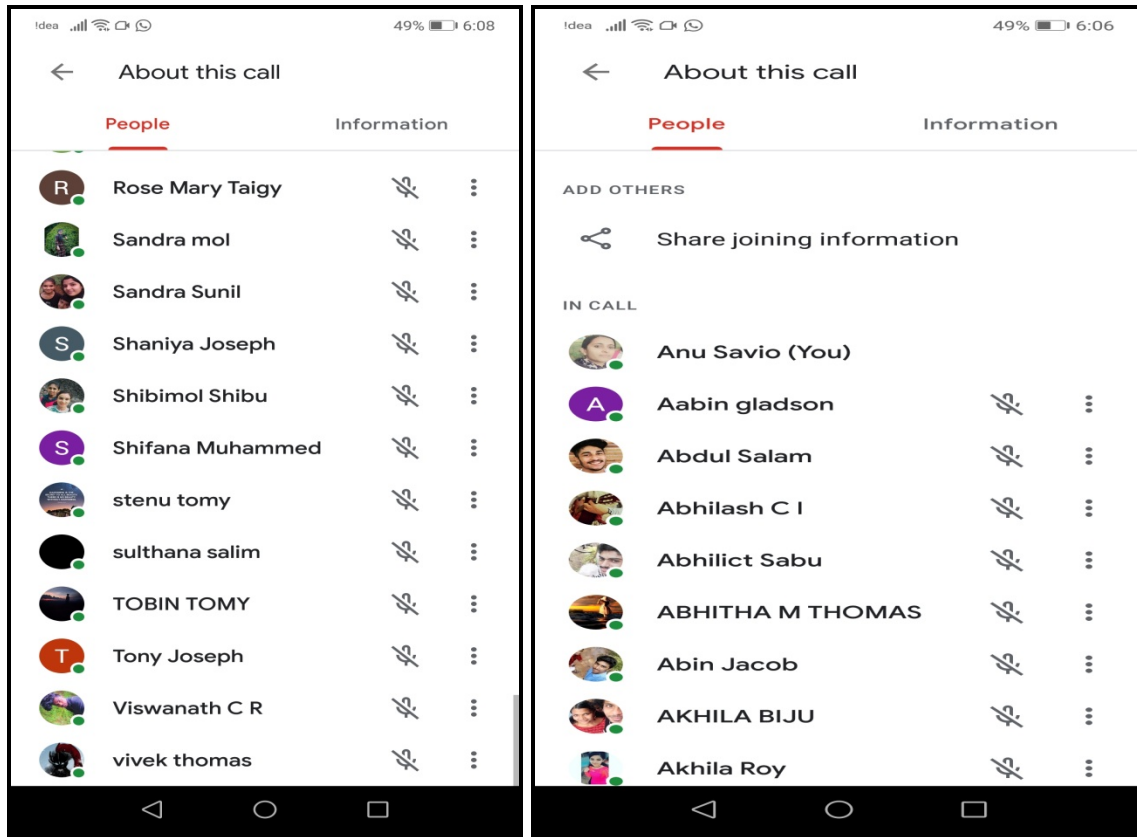 !dea 49% 6:08
About this call
People Information
R Rose Mary Taigy
Sandra mol
Sandra Sunil
S Shaniya Joseph
Shibimol Shibu
S Shifana Muhammed
stenu tomy
sulthana salim
TOBIN TOMY
T Tony Joseph
Viswanath C R
vivek thomas
!dea 49% 6:06
About this call
People Information
ADD OTHERS
Share joining information
IN CALL
Anu Savio (You)
A Aabin gladson
Abdul Salam
Abhilash C I
Abhilict Sabu
ABHITHA M THOMAS
Abin Jacob
AKHILA BIJU
Akhila Roy